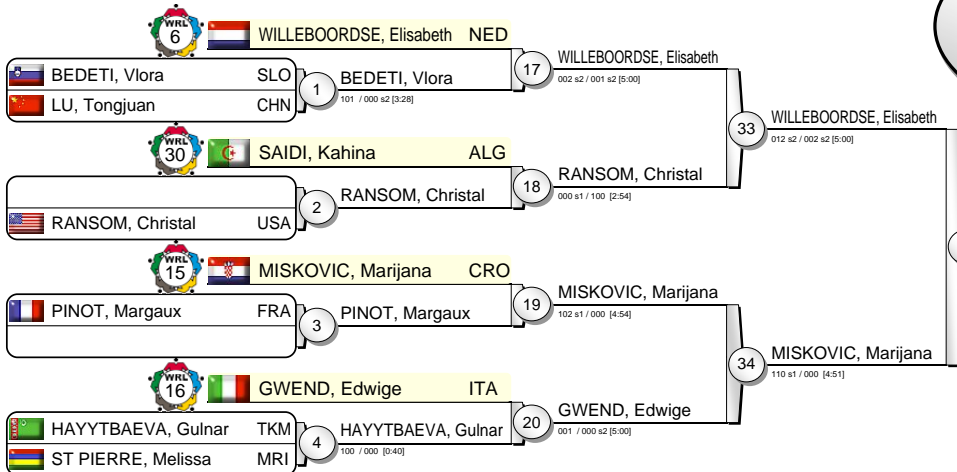 WRL
6
WILLEBOORDSE, Elisabeth NED
BEDETI, Vlora SLO
LU, Tongjuan CHN
1
BEDETI, Vlora
101 / 000 s2 [3:28]
17
WILLEBOORDSE, Elisabeth
002 s2 / 001 s2 [5:00]
WRL
30
SAIDI, Kahina ALG
RANSOM, Christal USA
2
RANSOM, Christal
18
RANSOM, Christal
000 s1 / 100 [2:54]
33
WILLEBOORDSE, Elisabeth
012 s2 / 002 s2 [5:00]
WRL
15
MISKOVIC, Marijana CRO
PINOT, Margaux FRA
3
PINOT, Margaux
19
MISKOVIC, Marijana
102 s1 / 000 [4:54]
34
MISKOVIC, Marijana
110 s1 / 000 [4:51]
WRL
16
GWEND, Edwige ITA
HAYYTBAEVA, Gulnar TKM
ST PIERRE, Melissa MRI
4
HAYYTBAEVA, Gulnar
100 / 000 [0:40]
20
GWEND, Edwige
001 / 000 s2 [5:00]